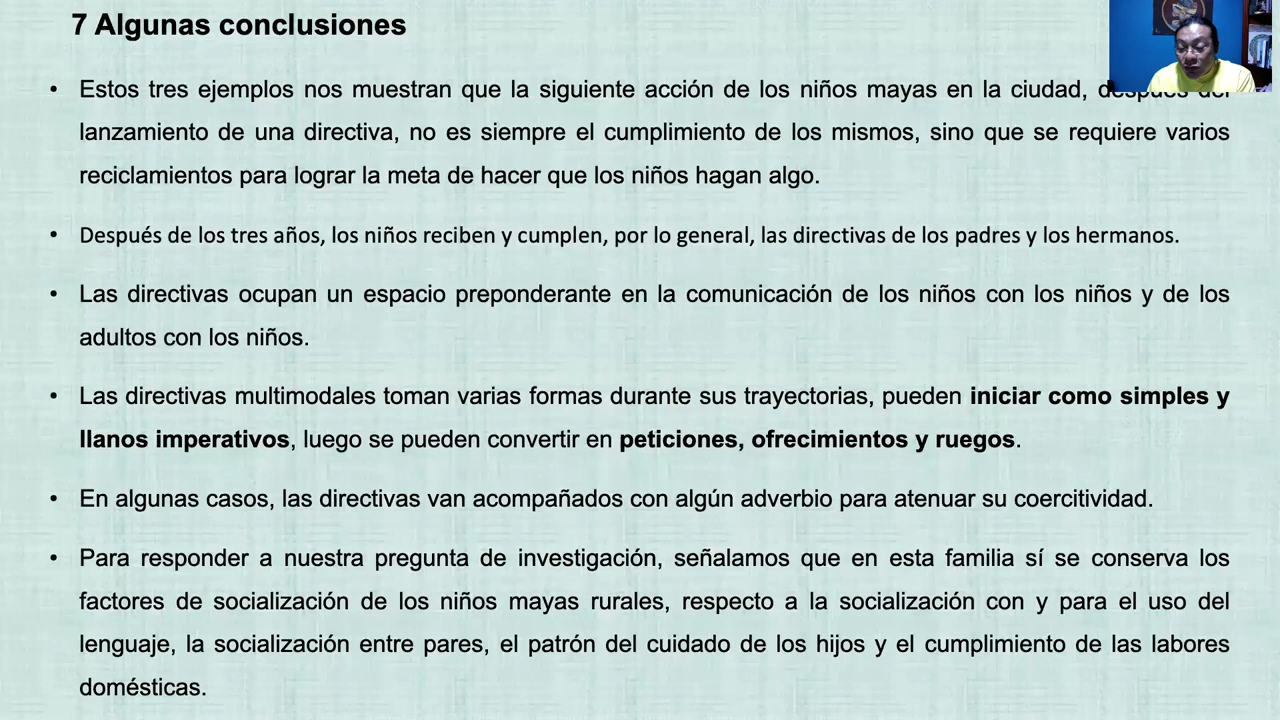 7 Algunas conclusiones
• Estos tres ejemplos nos muestran que la siguiente acción de los niños mayas en la ciudad, después del
lanzamiento de una directiva, no es siempre el cumplimiento de los mismos, sino que se requiere varios
reciclamientos para lograr la meta de hacer que los niños hagan algo.
• Después de los tres años, los niños reciben y cumplen, por lo general, las directivas de los padres y los hermanos.
• Las directivas ocupan un espacio preponderante en la comunicación de los niños con los niños y de los
adultos con los niños.
• Las directivas multimodales toman varias formas durante sus trayectorias, pueden iniciar como simples y
llanos imperativos, luego se pueden convertir en peticiones, ofrecimientos y ruegos.
• En algunas casos, las directivas van acompañados con algún adverbio para atenuar su coercitividad.
• Para responder a nuestra pregunta de investigación, señalamos que en esta familia sí se conserva los
factores de socialización de los niños mayas rurales, respecto a la socialización con y para el uso del
lenguaje, la socialización entre pares, el patrón del cuidado de los hijos y el cumplimiento de las labores
domésticas.